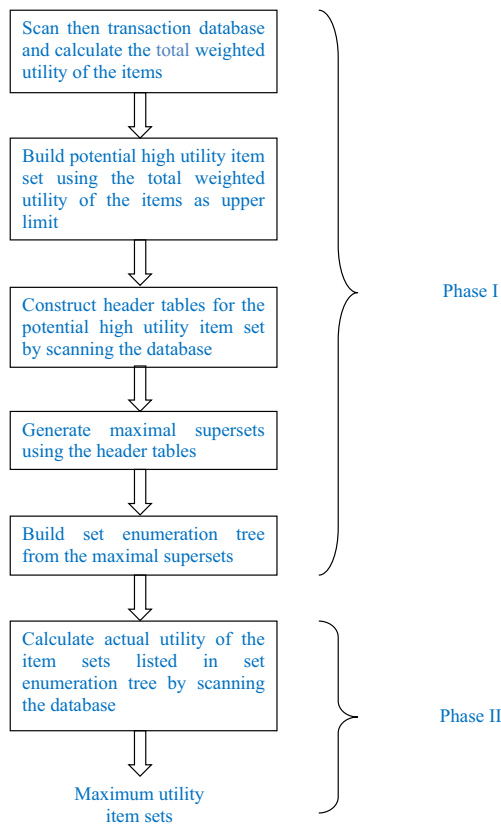 Scan then transaction database
and calculate the total weighted
utility of the items
Build potential high utility item
set using the total weighted
utility of the items as upper
limit
Construct header tables for the
potential high utility item set
by scanning the database
Generate maximal supersets
using the header tables
Build set enumeration tree
from the maximal supersets
Phase I
Calculate actual utility of the
item sets listed in set
enumeration tree by scanning
the database
Maximum utility
item sets
Phase II